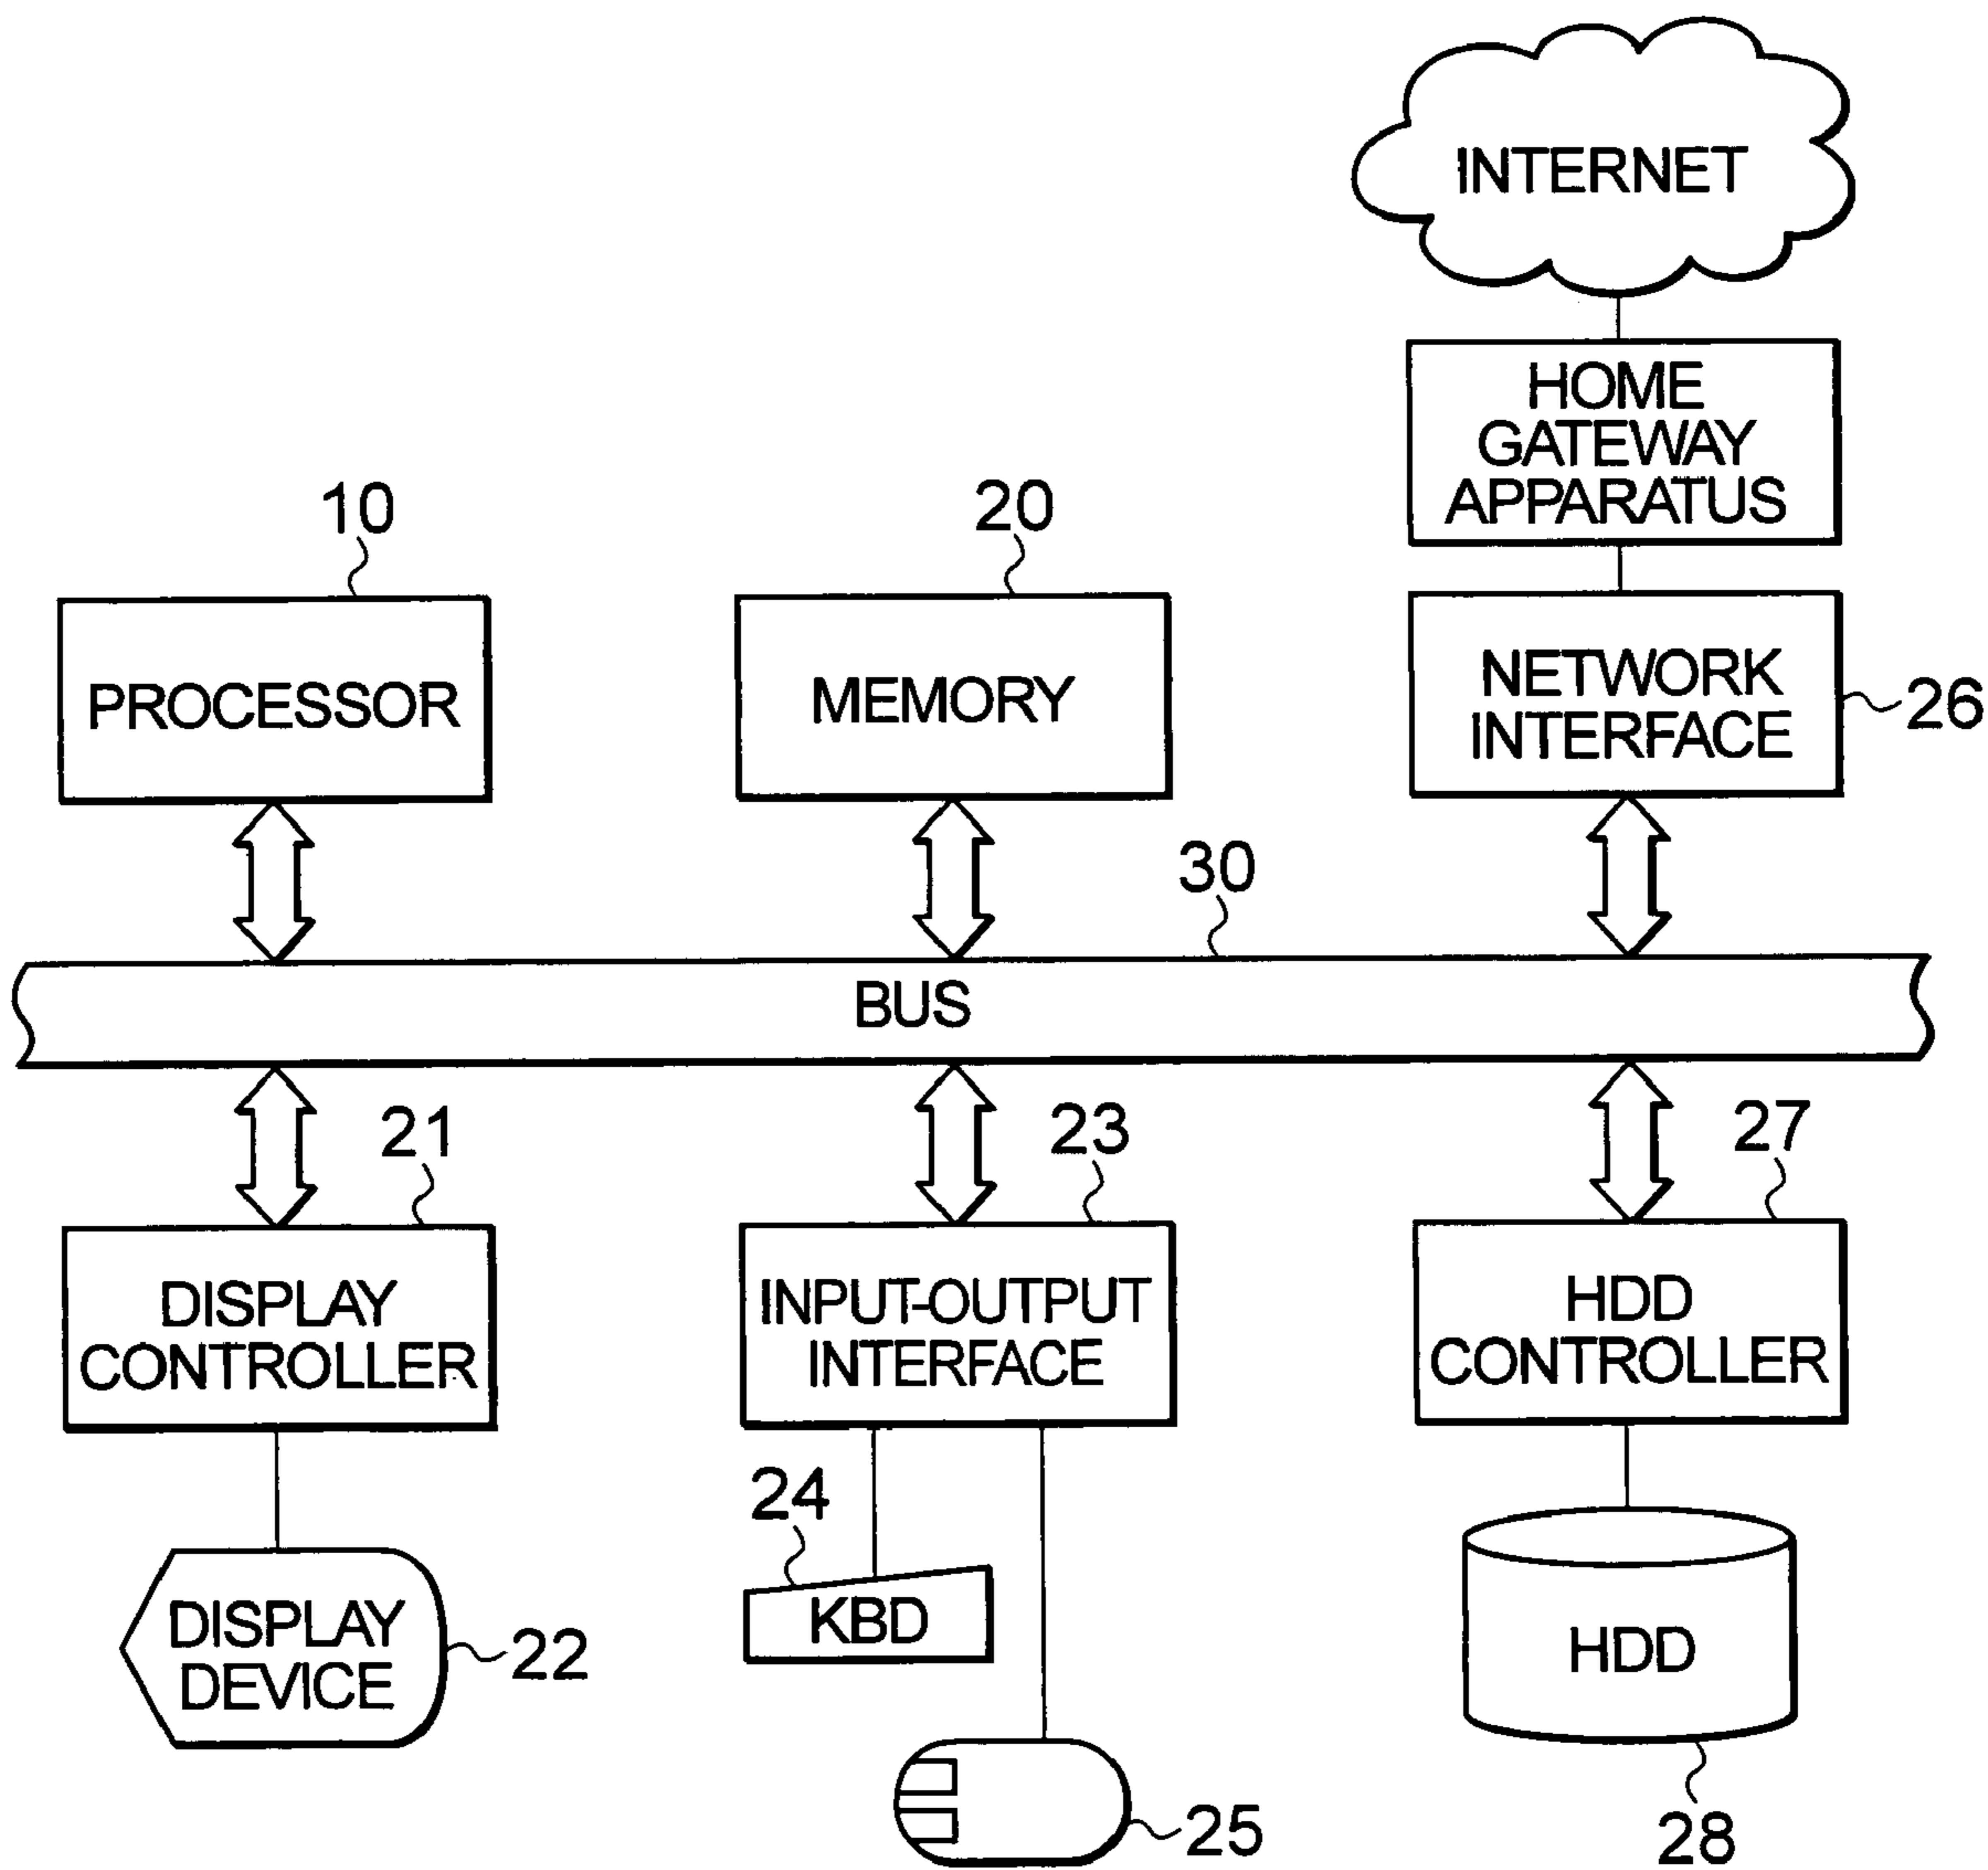 INTERNET
HOME
GATEWAY
APPARATUS
10
20
PROCESSOR
MEMORY
NETWORK
INTERFACE
26
30
BUS
21
23
27
DISPLAY
CONTROLLER
INPUT-OUTPUT
INTERFACE
HDD
CONTROLLER
24
DISPLAY
DEVICE
22
KBD
HDD
25
28